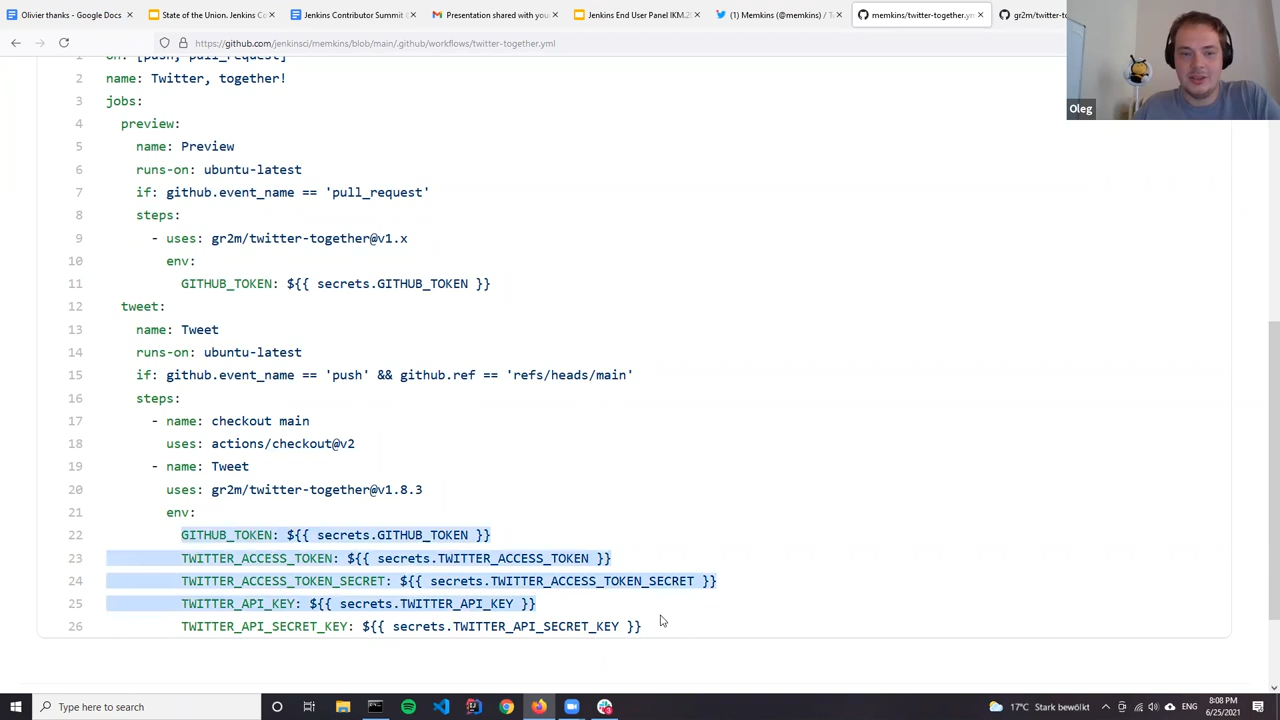 Olivier thanks - Google Docs
State of the Union. Jenkins Co
Jenkins Contributor Summit
Presentation shared with you
Jenkins End User Panel IKM.20
(1) Memkins (@memkins) / T
memkins/twitter-together.ym
gr2m/twitter-to
https://github.com/jenkinsci/memkins/blob/main/.github/workflows/twitter-together.yml
Oleg
1 on: [push, pull_request]
2 name: Twitter, together!
3 jobs:
4 preview:
5 name: Preview
6 runs-on: ubuntu-latest
7 if: github.event_name == 'pull_request'
8 steps:
9 - uses: gr2m/twitter-together@v1.x
10 env:
11 GITHUB_TOKEN: ${{ secrets.GITHUB_TOKEN }}
12 tweet:
13 name: Tweet
14 runs-on: ubuntu-latest
15 if: github.event_name == 'push' && github.ref == 'refs/heads/main'
16 steps:
17 - name: checkout main
18 uses: actions/checkout@v2
19 - name: Tweet
20 uses: gr2m/twitter-together@v1.8.3
21 env:
22 GITHUB_TOKEN: ${{ secrets.GITHUB_TOKEN }}
23 TWITTER_ACCESS_TOKEN: ${{ secrets.TWITTER_ACCESS_TOKEN }}
24 TWITTER_ACCESS_TOKEN_SECRET: ${{ secrets.TWITTER_ACCESS_TOKEN_SECRET }}
25 TWITTER_API_KEY: ${{ secrets.TWITTER_API_KEY }}
26 TWITTER_API_SECRET_KEY: ${{ secrets.TWITTER_API_SECRET_KEY }}
Type here to search
17°C Stark bewölkt
8:08 PM
6/25/2021